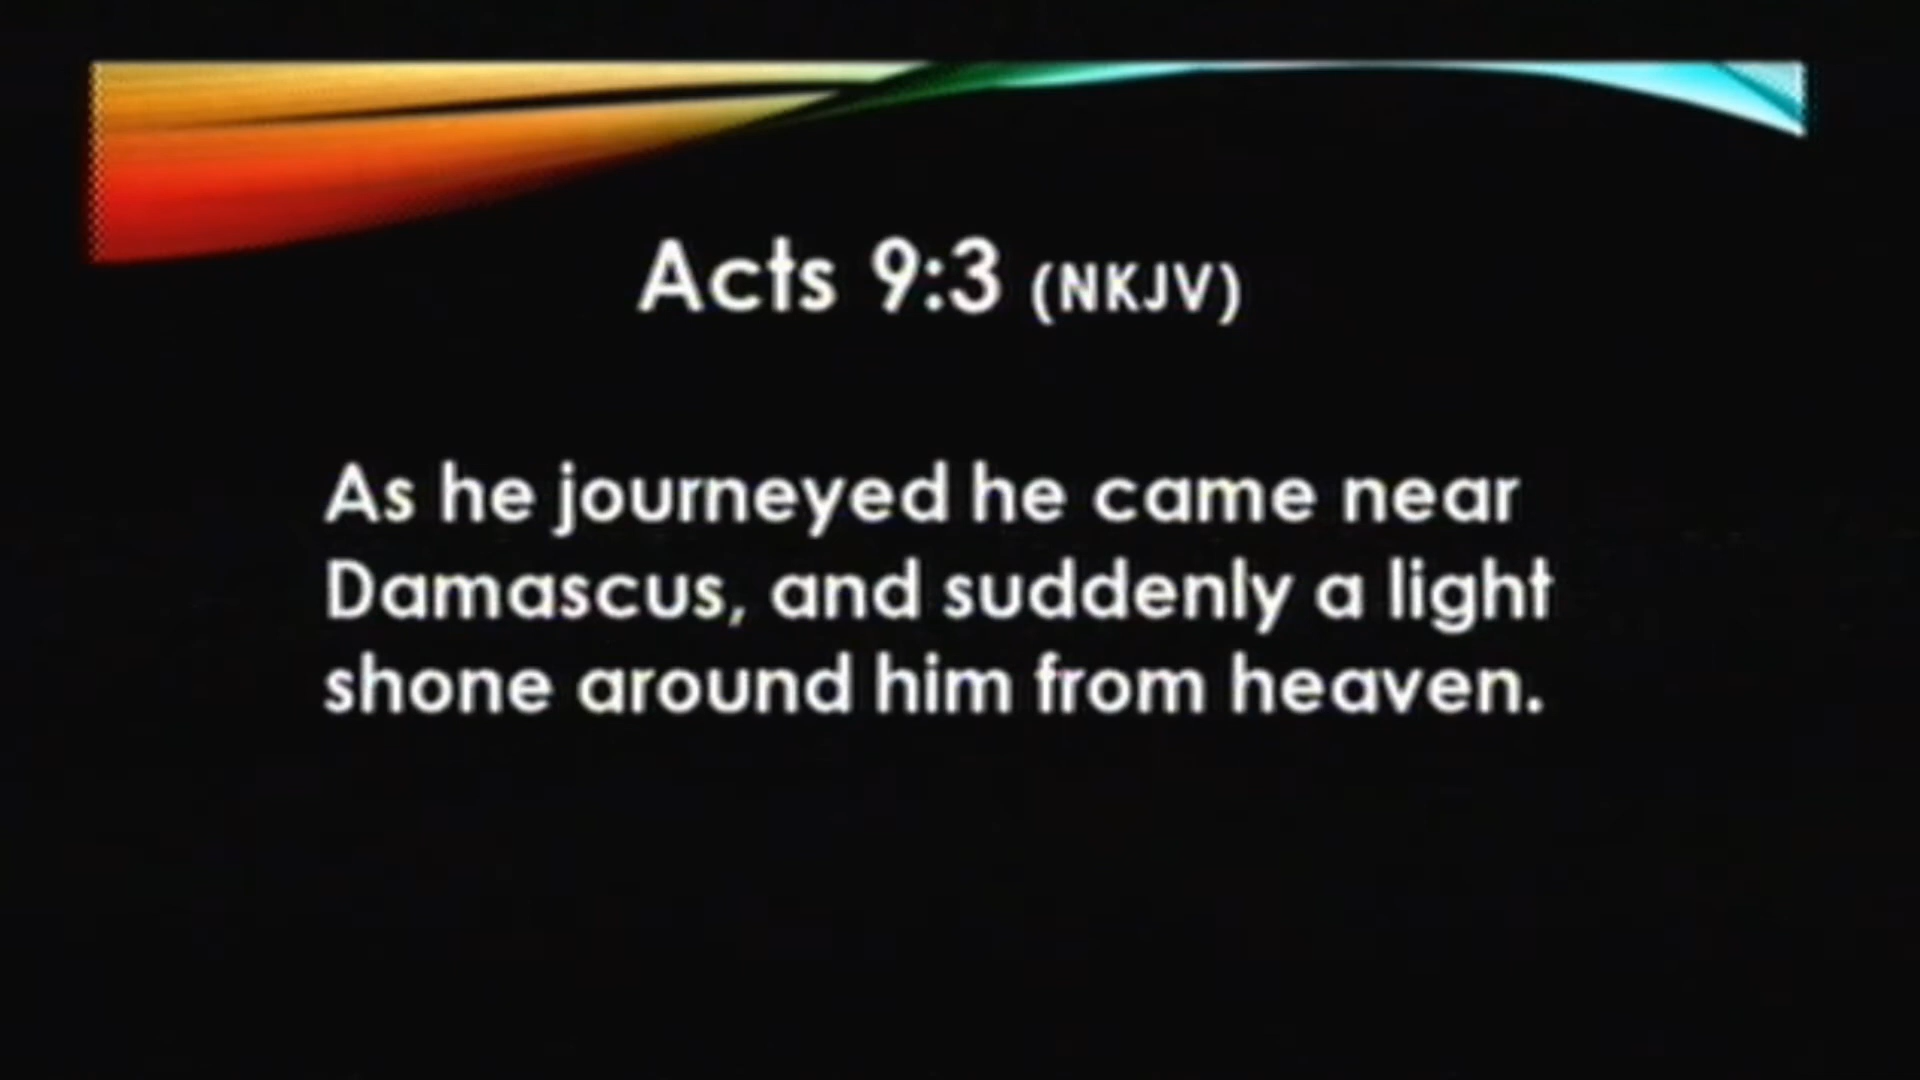 Acts 9:3 (NKJV)
As he journeyed he came near
Damascus, and suddenly a light
shone around him from heaven.